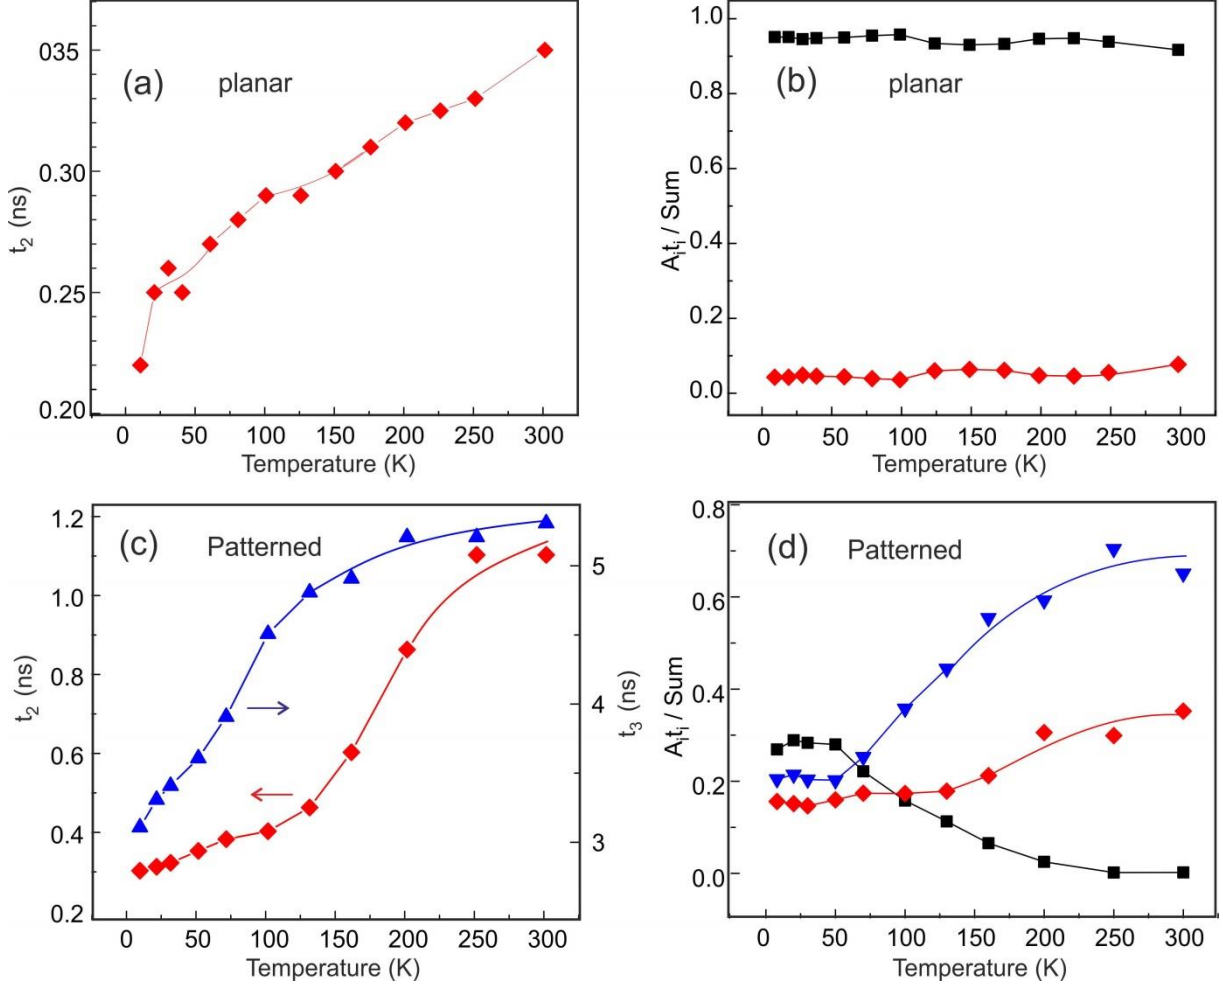 (a) planar
035
0.30
0.25
0.20
t2 (ns)
0 50 100 150 200 250 300
Temperature (K)
(b) planar
1.0
0.8
0.6
0.4
0.2
0.0
Aiti / Sum
0 50 100 150 200 250 300
Temperature (K)
(c) Patterned
1.2
1.0
0.8
0.6
0.4
0.2
t2 (ns)
5
4
3
t3 (ns)
0 50 100 150 200 250 300
Temperature (K)
(d) Patterned
0.8
0.6
0.4
0.2
0.0
Aiti / Sum
0 50 100 150 200 250 300
Temperature (K)